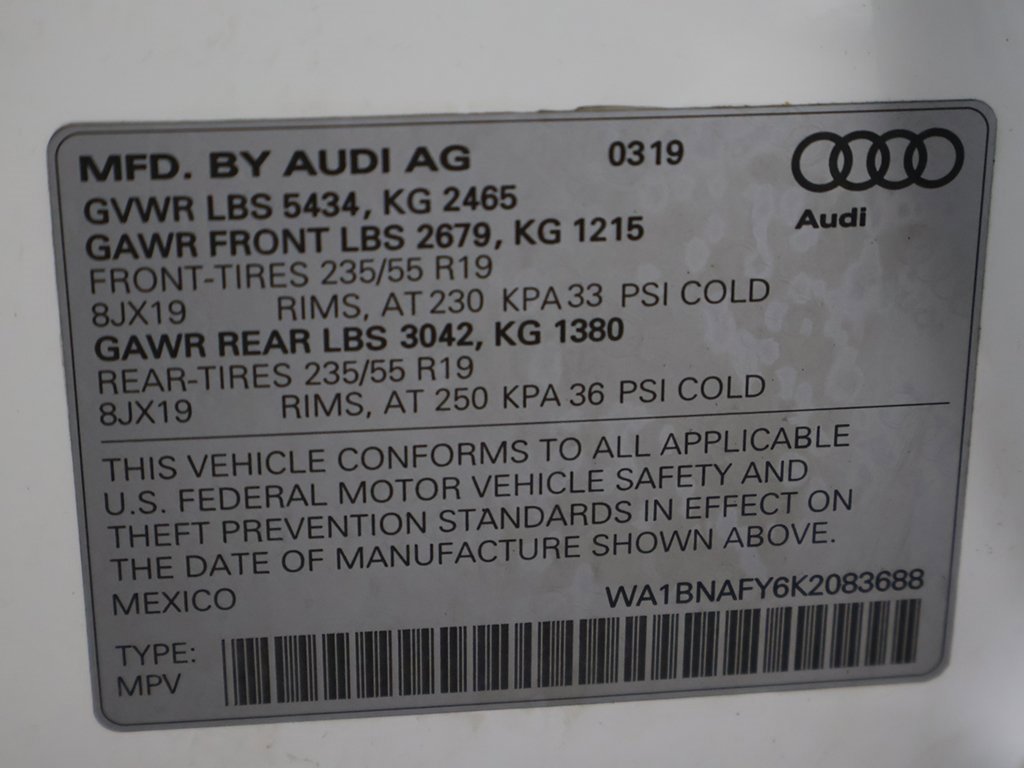 MFD. BY AUDI AG 0319
Audi
GVWR LBS 5434, KG 2465
GAWR FRONT LBS 2679, KG 1215
FRONT-TIRES 235/55 R19
8JX19 RIMS, AT 230 KPA 33 PSI COLD
GAWR REAR LBS 3042, KG 1380
REAR-TIRES 235/55 R19
8JX19 RIMS, AT 250 KPA 36 PSI COLD
THIS VEHICLE CONFORMS TO ALL APPLICABLE
U.S. FEDERAL MOTOR VEHICLE SAFETY AND
THEFT PREVENTION STANDARDS IN EFFECT ON
THE DATE OF MANUFACTURE SHOWN ABOVE.
MEXICO WA1BNAFY6K2083688
TYPE:
MPV